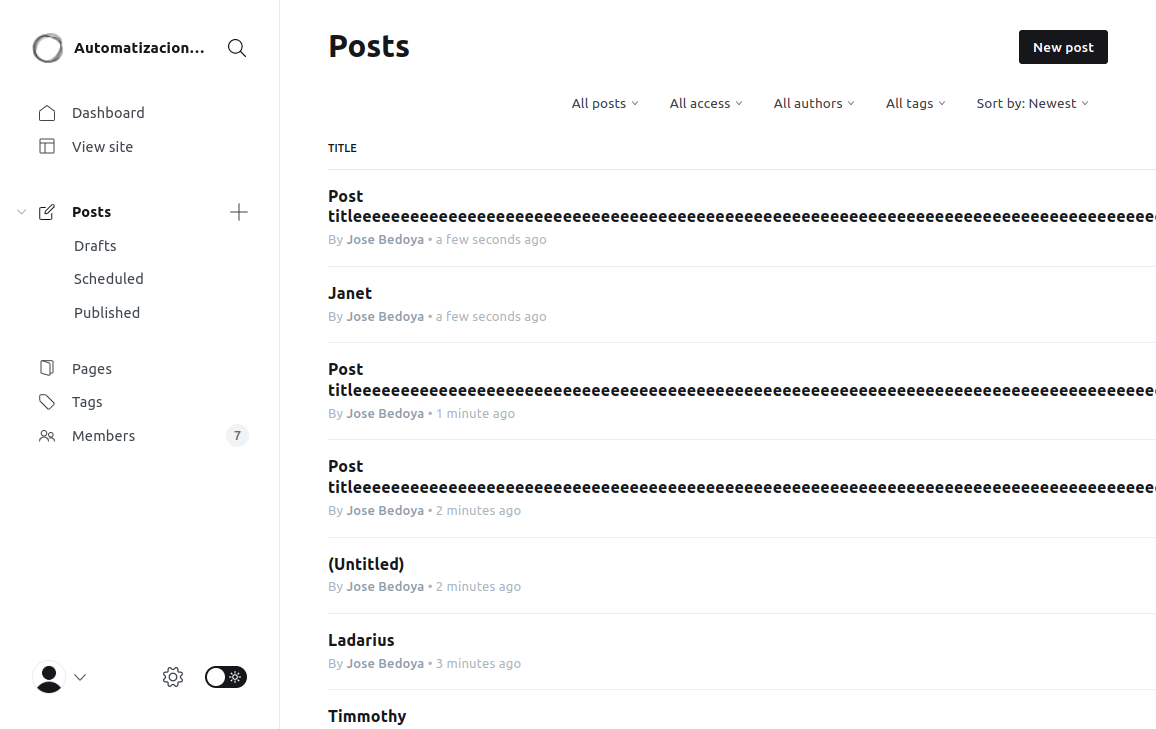 Automatizacion...
Dashboard
View site
Posts
Drafts
Scheduled
Published
Pages
Tags
Members
7
Posts
New post
All posts
All access
All authors
All tags
Sort by: Newest
TITLE
Post
titleeeeeeeeeeeeeeeeeeeeeeeeeeeeeeeeeeeeeeeeeeeeeeeeeeeeeeeeeeeeeeeeeeeeeeeeeeeeeeeeeeee
By Jose Bedoya • a few seconds ago
Janet
By Jose Bedoya • a few seconds ago
Post
titleeeeeeeeeeeeeeeeeeeeeeeeeeeeeeeeeeeeeeeeeeeeeeeeeeeeeeeeeeeeeeeeeeeeeeeeeeeeeeeeeeee
By Jose Bedoya • 1 minute ago
Post
titleeeeeeeeeeeeeeeeeeeeeeeeeeeeeeeeeeeeeeeeeeeeeeeeeeeeeeeeeeeeeeeeeeeeeeeeeeeeeeeeeeee
By Jose Bedoya • 2 minutes ago
(Untitled)
By Jose Bedoya • 2 minutes ago
Ladarius
By Jose Bedoya • 3 minutes ago
Timmothy